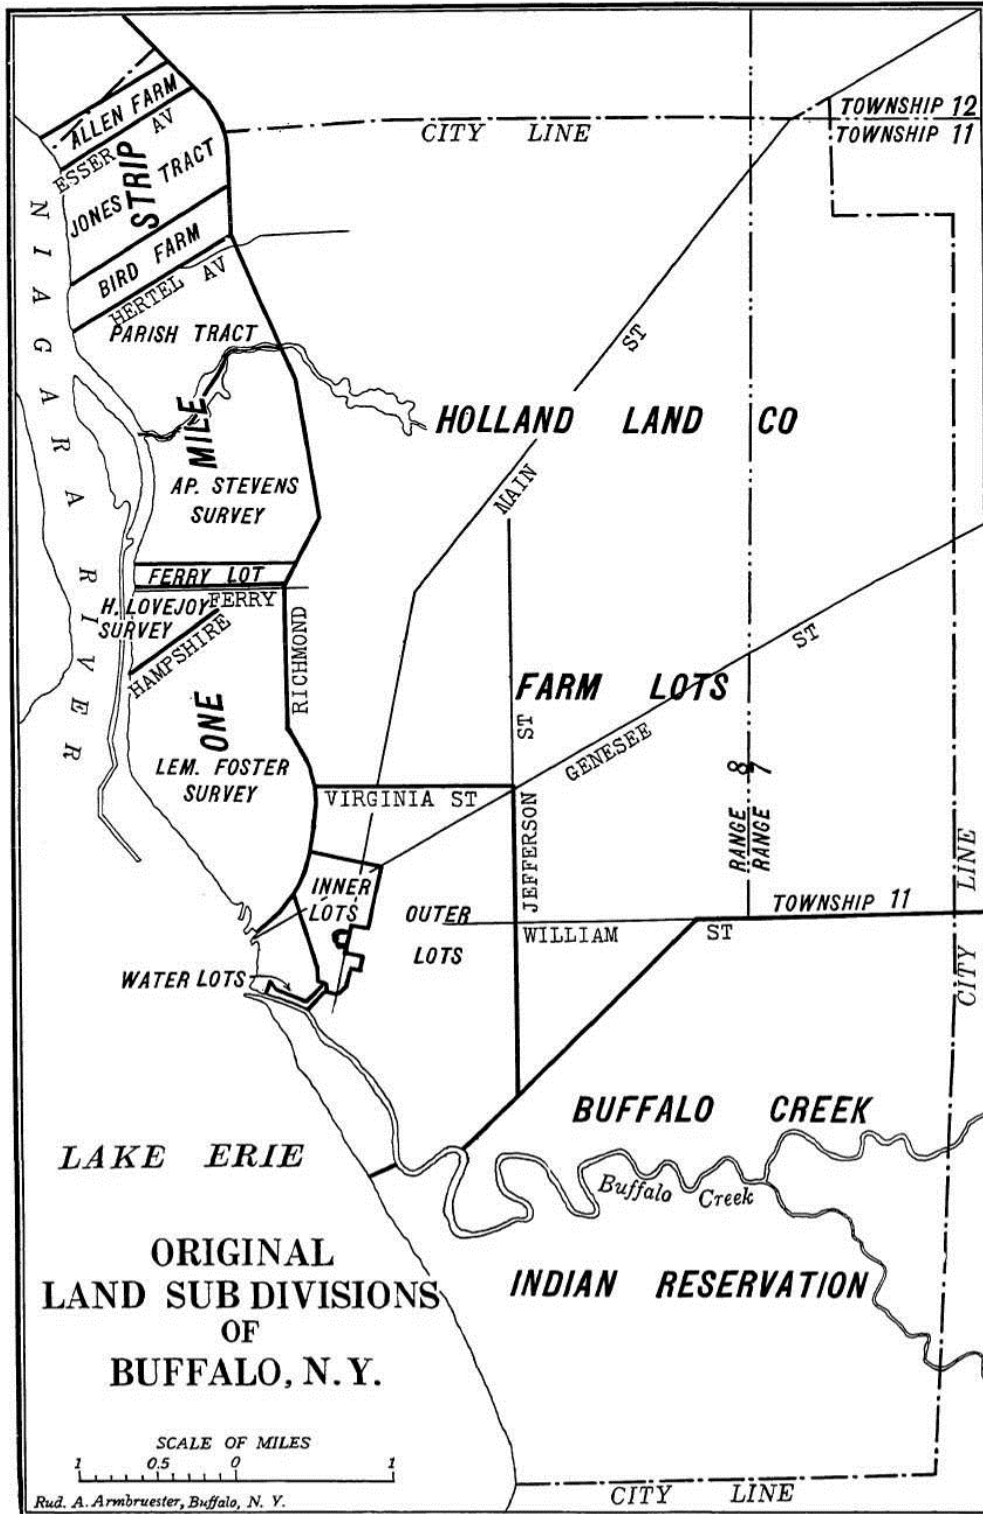 ALLEN FARM
ESSER AV
JONES TRACT
BIRD FARM
HERTEL AV
PARISH TRACT
ONE MILE STRIP
AP. STEVENS
SURVEY
FERRY LOT
FERRY
H. LOVEJOY
SURVEY
HAMPSHIRE
RICHMOND
LEM. FOSTER
SURVEY
NIAGARA RIVER
CITY LINE
TOWNSHIP 12
TOWNSHIP 11
HOLLAND LAND CO
MAIN ST
FARM LOTS
GENESEE ST
VIRGINIA ST
JEFFERSON ST
RANGE 8
RANGE 7
TOWNSHIP 11
CITY LINE
INNER
LOTS
OUTER
LOTS
WILLIAM ST
WATER LOTS
BUFFALO CREEK
Buffalo Creek
INDIAN RESERVATION
LAKE ERIE
ORIGINAL
LAND SUB DIVISIONS
OF
BUFFALO, N.Y.
SCALE OF MILES
1 0.5 0 1
Rud. A. Armbruester, Buffalo, N. Y.
CITY LINE